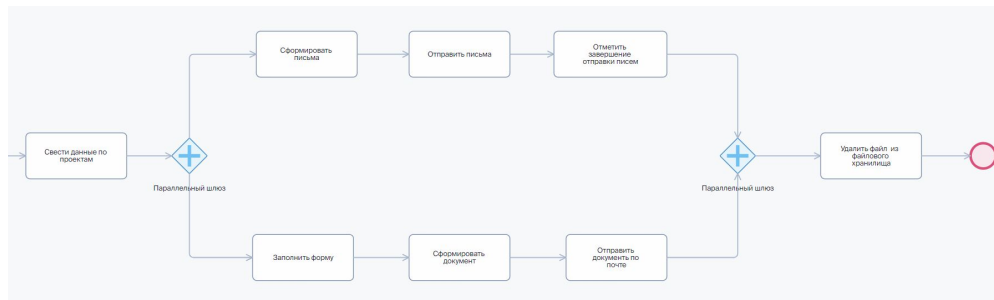 Сформировать
письма
Отправить письма
Отметить
завершение
отправки писем
Свести данные по
проектам
Параллельный шлюз
Параллельный шлюз
Удалить файл из
файлового
хранилища
Заполнить форму
Сформировать
документ
Отправить
документы по
почте